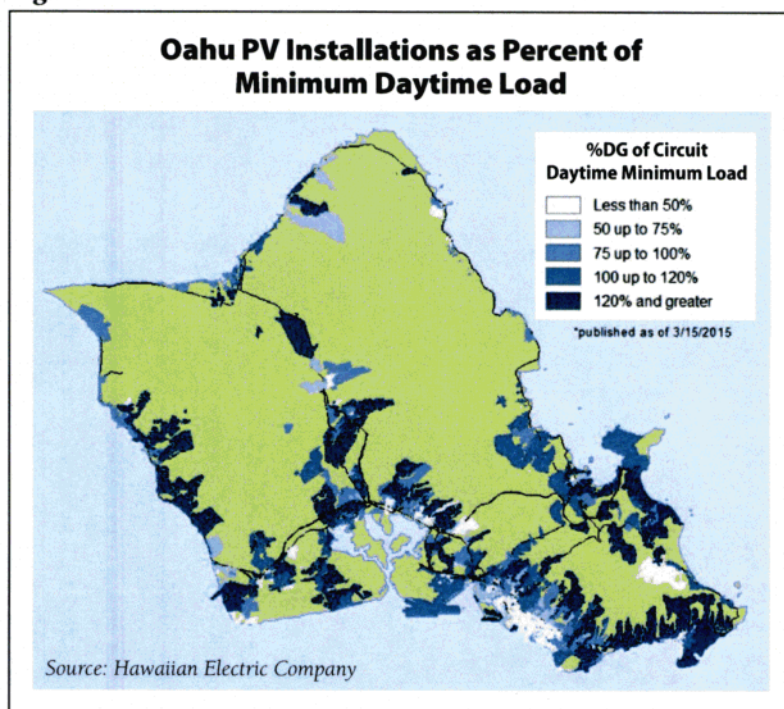 Oahu PV Installations as Percent of
Minimum Daytime Load
%DG of Circuit
Daytime Minimum Load
Less than 50%
50 up to 75%
75 up to 100%
100 up to 120%
120% and greater
*published as of 3/15/2015
Source: Hawaiian Electric Company